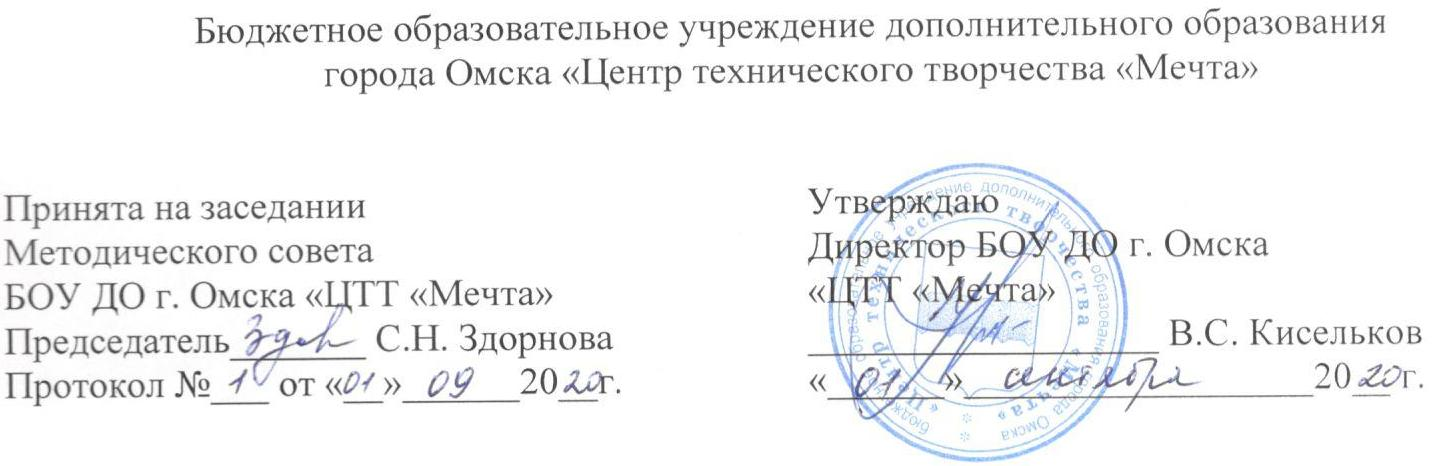 Бюджетное образовательное учреждение дополнительного образования
города Омска «Центр технического творчества «Мечта»
Принята на заседании
Методического совета
БОУ ДО г. Омска «ЦТТ «Мечта»
Председатель С.Н. Здорнова
Протокол № 1 от «01» 09 2020г.
Утверждаю
Директор БОУ ДО г. Омска
«ЦТТ «Мечта»
В.С. Кисельков
«01» сентября 2020г.